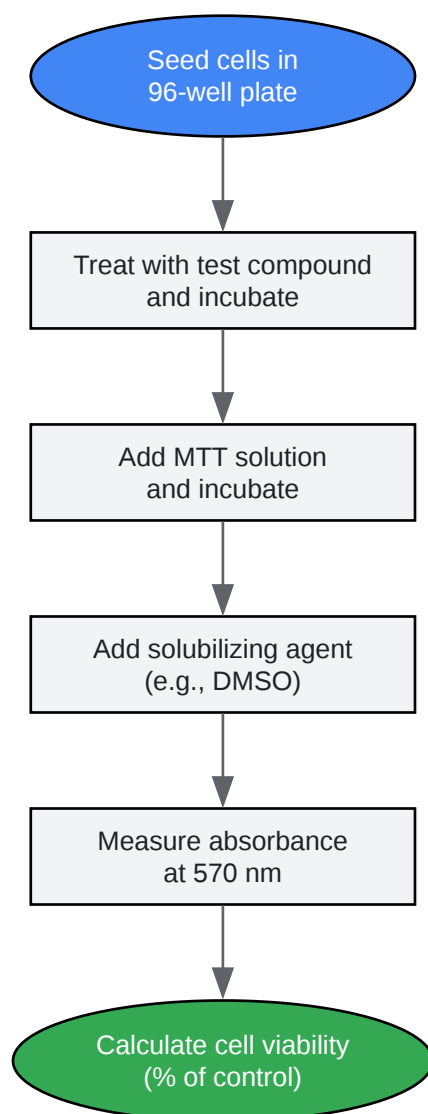 Seed cells in
96-well plate
Treat with test compound
and incubate
Add MTT solution
and incubate
Add solubilizing agent
(e.g., DMSO)
Measure absorbance
at 570 nm
Calculate cell viability
(% of control)